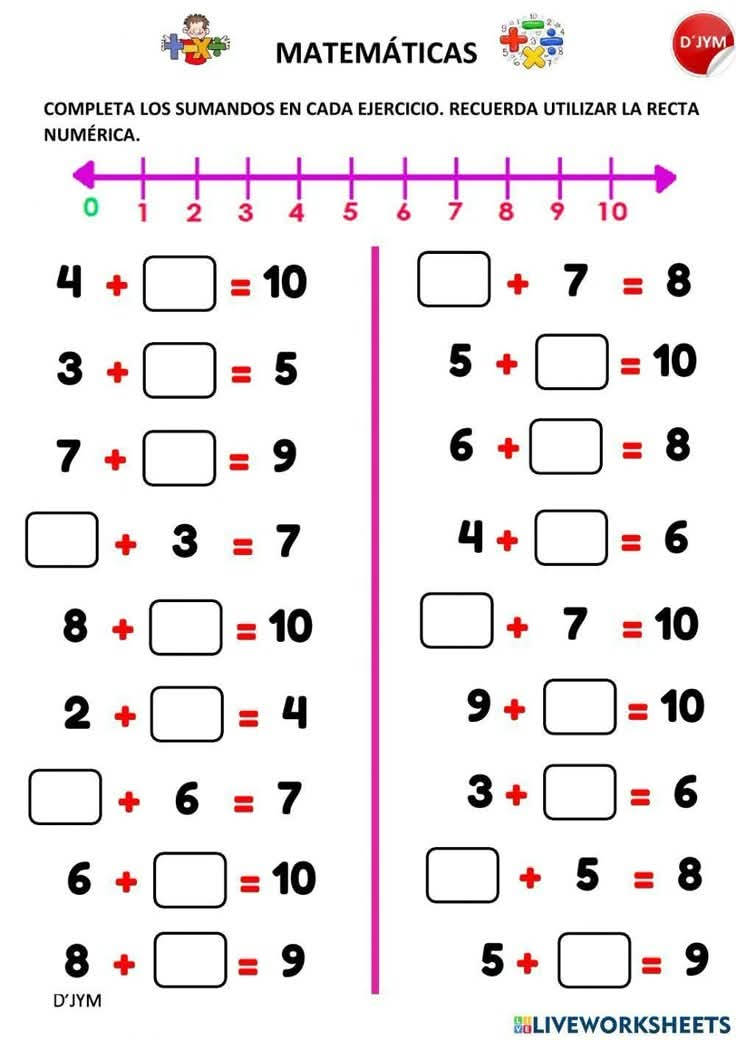 MATEMÁTICAS
D´JYM
COMPLETA LOS SUMANDOS EN CADA EJERCICIO. RECUERDA UTILIZAR LA RECTA
NUMÉRICA.
0 1 2 3 4 5 6 7 8 9 10
4 + = 10
3 + = 5
7 + = 9
+ 3 = 7
8 + = 10
2 + = 4
+ 6 = 7
6 + = 10
8 + = 9
+ 7 = 8
5 + = 10
6 + = 8
4 + = 6
+ 7 = 10
9 + = 10
3 + = 6
+ 5 = 8
5 + = 9
D´JYM
LIVE LIVEWORKSHEETS